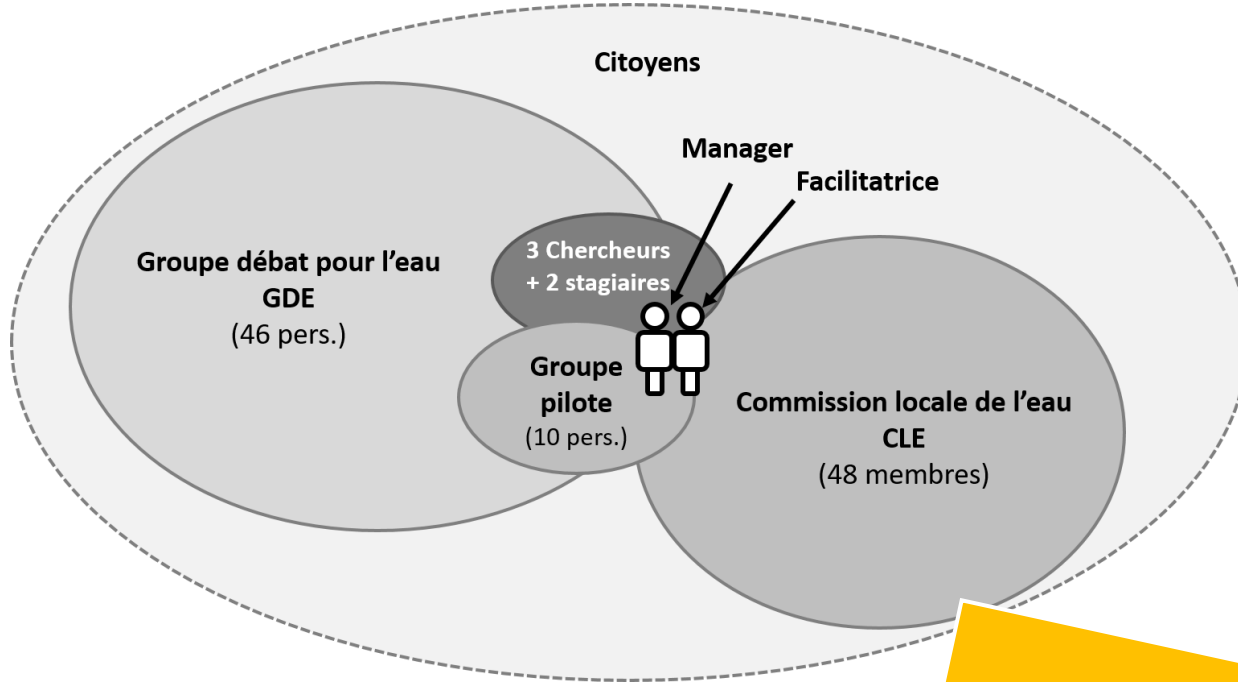 Citoyens
Manager
Facilitatrice
3 Chercheurs
+ 2 stagiaires
Groupe débat pour l’eau
GDE
(46 pers.)
Groupe
pilote
(10 pers.)
Commission locale de l’eau
CLE
(48 membres)